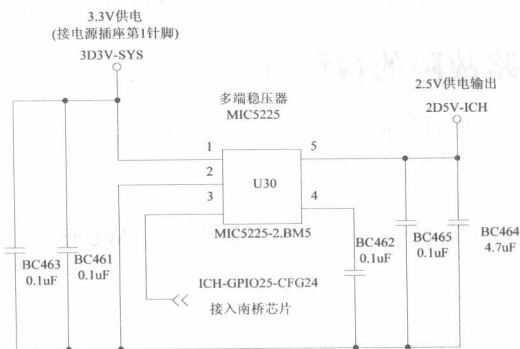 3.3V供电
(接电源插座第1针脚)
3D3V-SYS
多端稳压器
MIC5225
2.5V供电输出
2D5V-ICH
1
5
2
U30
3
4
MIC5225-2.BM5
BC463
0.1uF
BC461
0.1uF
ICH-GPIO25-CFG24
接入南桥芯片
BC462
0.1uF
BC465
0.1uF
BC464
4.7uF